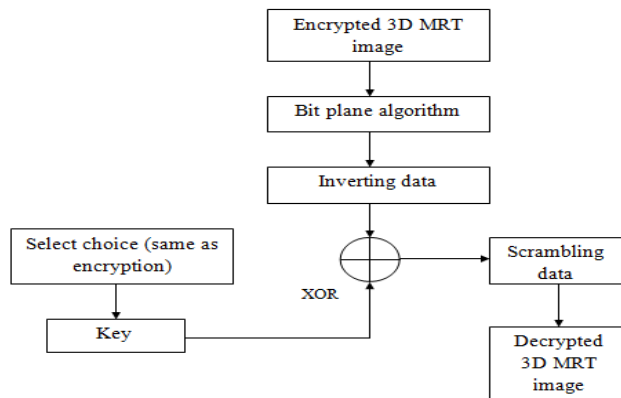 Encrypted 3D MRT
image
Bit plane algorithm
Inverting data
Select choice (same as
encryption)
XOR
Scrambling
data
Key
Decrypted
3D MRT
image